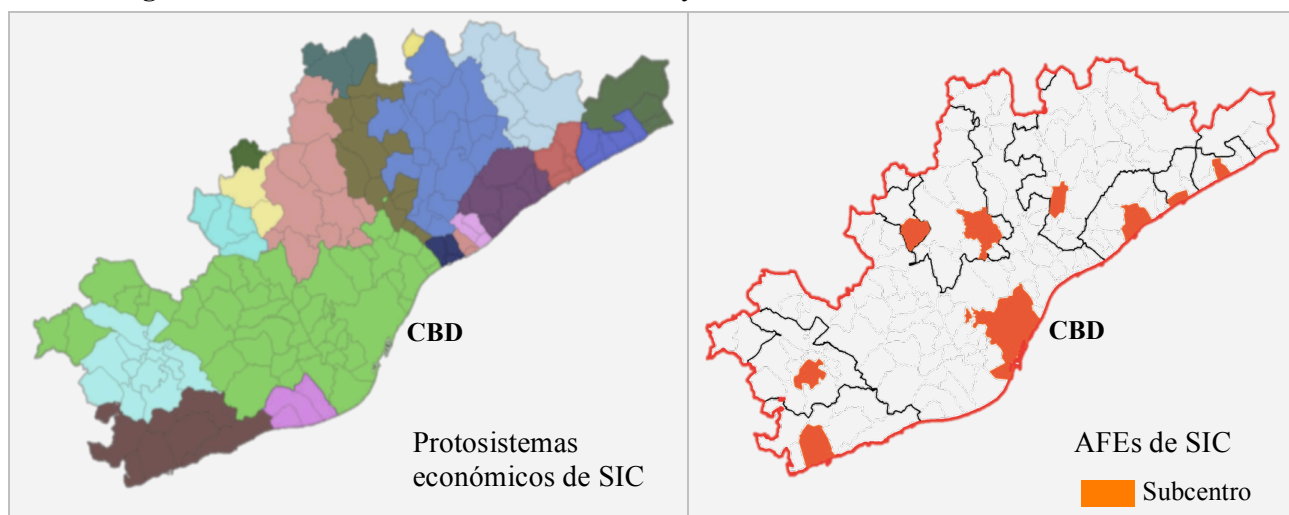 CBD
Protosistemas
económicos de SIC
CBD
AFEs de SIC
Subcentro